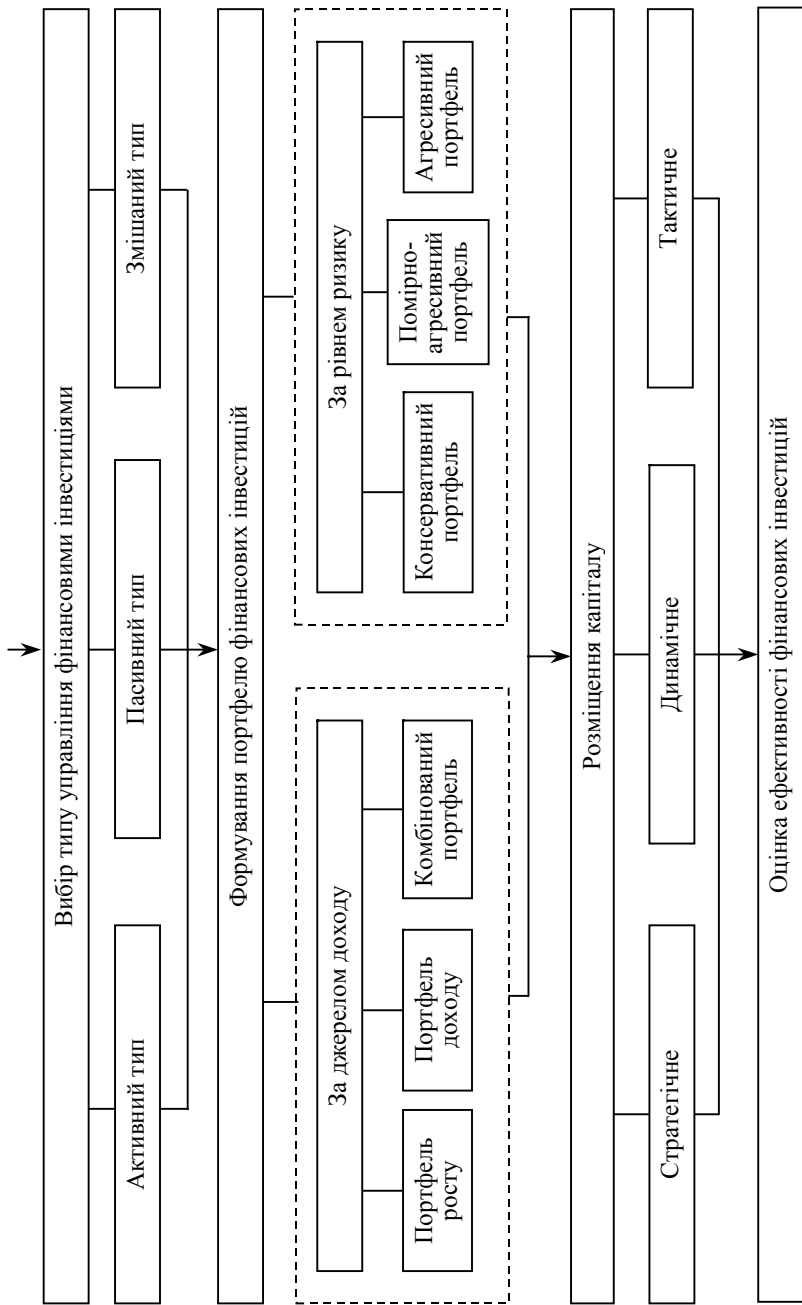 Вибір типу управління фінансовими інвестиціями
Активний тип
Пасивний тип
Змішаний тип
Формування портфелю фінансових інвестицій
За джерелом доходу
Портфель
росту
Портфель
доходу
Комбінований
портфель
За рівнем ризику
Консервативний
портфель
Помірно-
агресивний
портфель
Агресивний
портфель
Розміщення капіталу
Стратегічне
Динамічне
Тактичне
Оцінка ефективності фінансових інвестицій